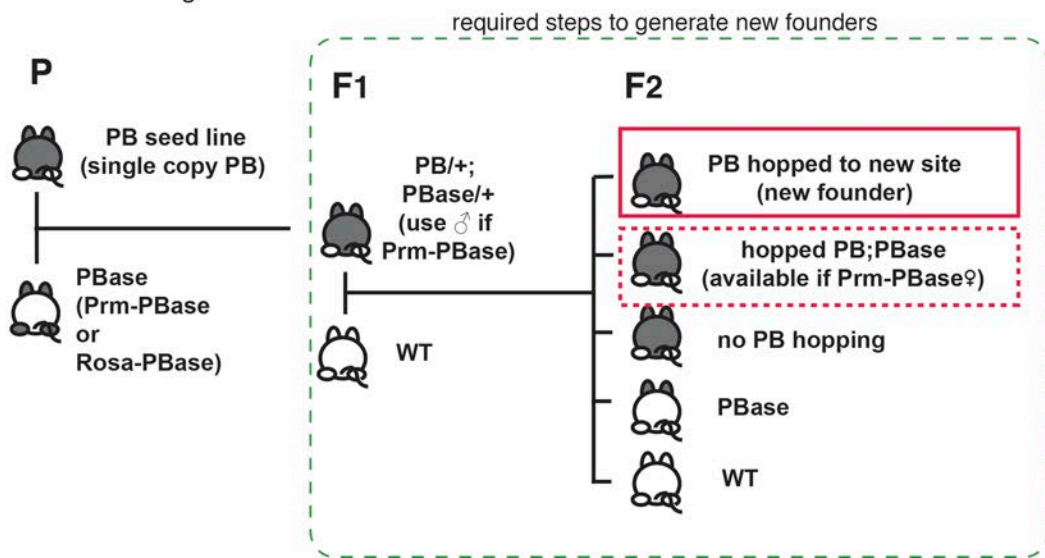 required steps to generate new founders
P
F1
F2
PB seed line
(single copy PB)
PBase
(Prm-PBase
or
Rosa-PBase)
PB/+;
PBase/+
(use ♂ if
Prm-PBase)
WT
PB hopped to new site
(new founder)
hopped PB;PBase
(available if Prm-PBase♀)
no PB hopping
PBase
WT